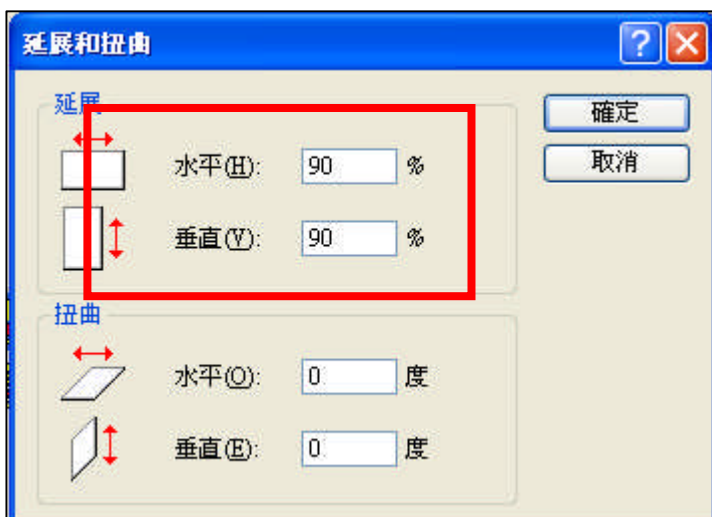 延展和扭曲
延展
水平(H): 90 %
垂直(V): 90 %
扭曲
水平(O): 0 度
垂直(E): 0 度
確定
取消